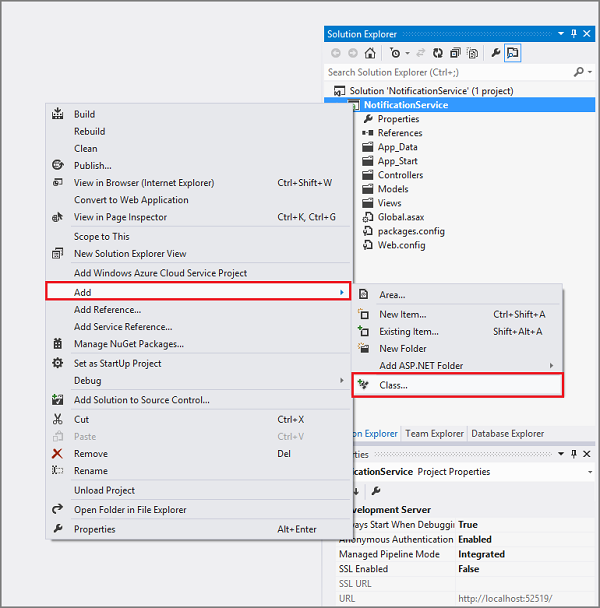 Solution Explorer
Search Solution Explorer (Ctrl+;)
Solution 'NotificationService' (1 project)
NotificationService
Properties
References
App_Data
App_Start
Controllers
Models
Views
Global.asax
packages.config
Web.config
Build
Rebuild
Clean
Publish...
View in Browser (Internet Explorer) Ctrl+Shift+W
Convert to Web Application
View in Page Inspector Ctrl+K, Ctrl+G
Scope to This
New Solution Explorer View
Add Windows Azure Cloud Service Project
Add
Add Reference...
Add Service Reference...
Manage NuGet Packages...
Set as StartUp Project
Debug
Add Solution to Source Control...
Cut Ctrl+X
Paste Ctrl+V
Remove Del
Rename
Unload Project
Open Folder in File Explorer
Properties Alt+Enter
Area...
New Item... Ctrl+Shift+A
Existing Item... Shift+Alt+A
New Folder
Add ASP.NET Folder
Class...
on Explorer Team Explorer Database Explorer
erties
icationService Project Properties
evelopment Server
ways Start When Debuggin True
Anonymous Authentication Enabled
Managed Pipeline Mode Integrated
SSL Enabled False
SSL URL
URL http://localhost:52519/